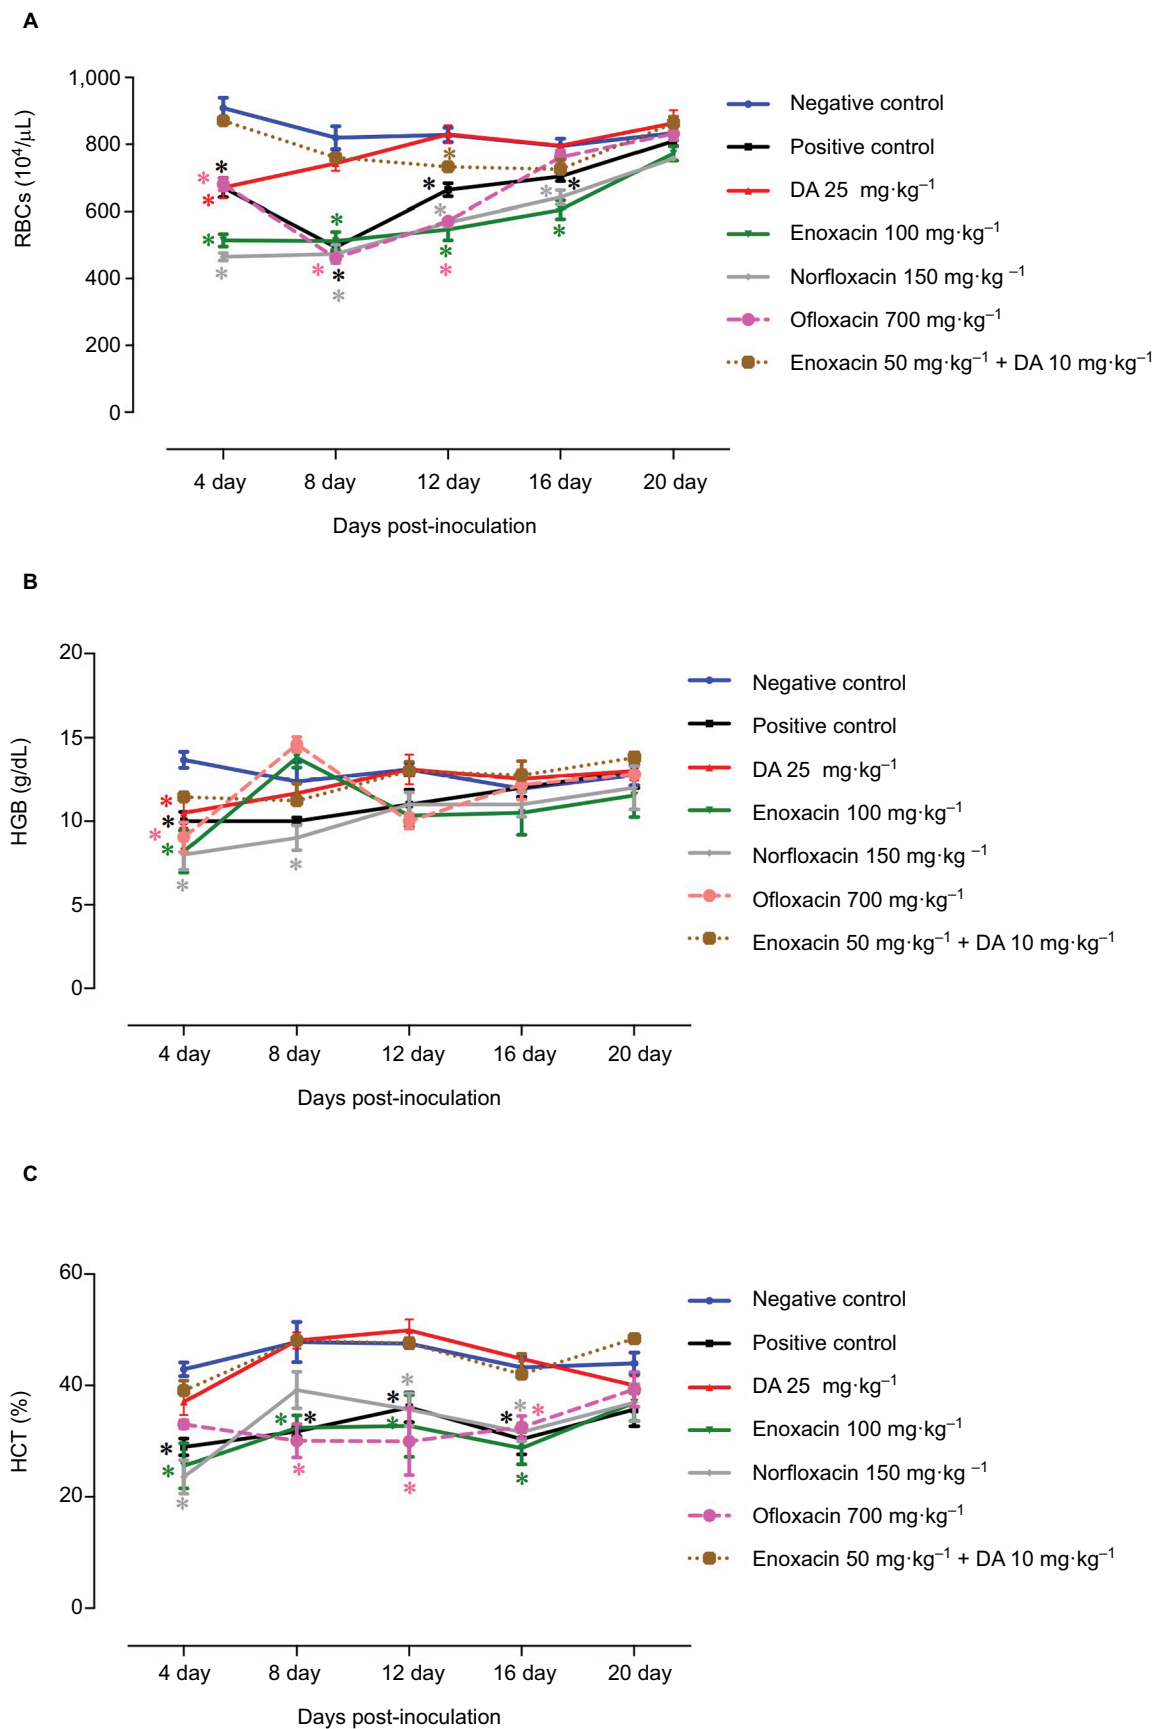 A
RBCs (10⁴/μL)
1,000
800
600
400
200
0
4 day 8 day 12 day 16 day 20 day
Days post-inoculation
Negative control
Positive control
DA 25 mg·kg⁻¹
Enoxacin 100 mg·kg⁻¹
Norfloxacin 150 mg·kg ⁻¹
Ofloxacin 700 mg·kg⁻¹
Enoxacin 50 mg·kg⁻¹ + DA 10 mg·kg⁻¹
B
HGB (g/dL)
20
15
10
5
0
4 day 8 day 12 day 16 day 20 day
Days post-inoculation
Negative control
Positive control
DA 25 mg·kg⁻¹
Enoxacin 100 mg·kg⁻¹
Norfloxacin 150 mg·kg ⁻¹
Ofloxacin 700 mg·kg⁻¹
Enoxacin 50 mg·kg⁻¹ + DA 10 mg·kg⁻¹
C
HCT (%)
60
40
20
0
4 day 8 day 12 day 16 day 20 day
Days post-inoculation
Negative control
Positive control
DA 25 mg·kg⁻¹
Enoxacin 100 mg·kg⁻¹
Norfloxacin 150 mg·kg ⁻¹
Ofloxacin 700 mg·kg⁻¹
Enoxacin 50 mg·kg⁻¹ + DA 10 mg·kg⁻¹